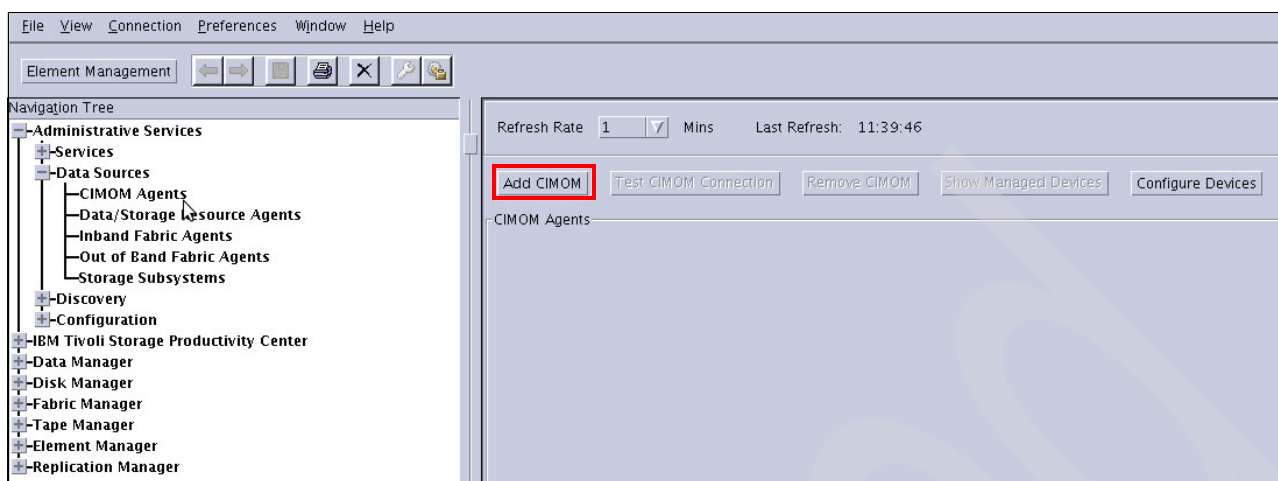 File View Connection Preferences Window Help
Element Management
Navigation Tree
Administrative Services
Services
Data Sources
CIMOM Agents
Data/Storage Resource Agents
Inband Fabric Agents
Out of Band Fabric Agents
Storage Subsystems
Discovery
Configuration
IBM Tivoli Storage Productivity Center
Data Manager
Disk Manager
Fabric Manager
Tape Manager
Element Manager
Replication Manager
Refresh Rate 1 Mins Last Refresh: 11:39:46
Add CIMOM Test CIMOM Connection Remove CIMOM Show Managed Devices Configure Devices
CIMOM Agents